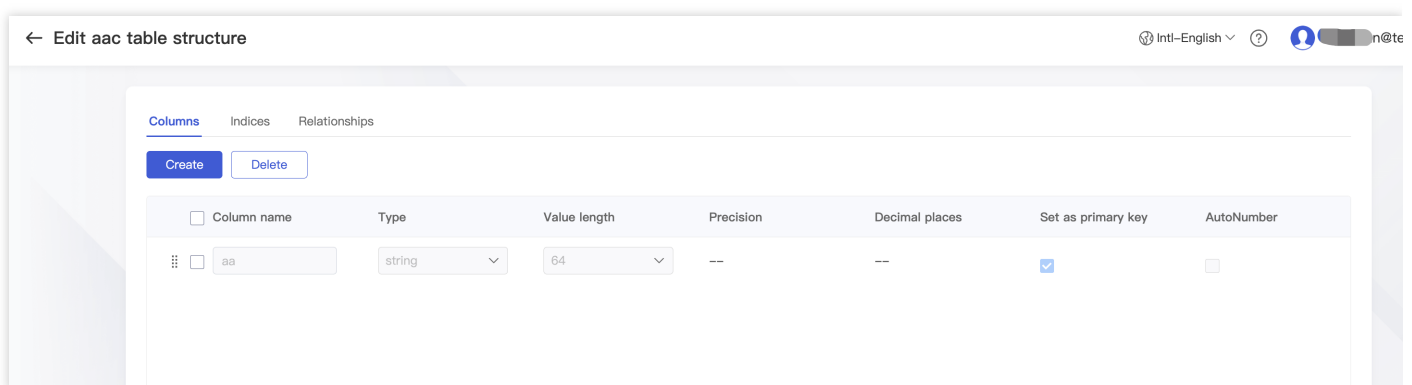 Edit aac table structure
Intl-English
?
n@te
Columns Indices Relationships
Create Delete
Column name Type Value length Precision Decimal places Set as primary key AutoNumber
aa string 64 -- --